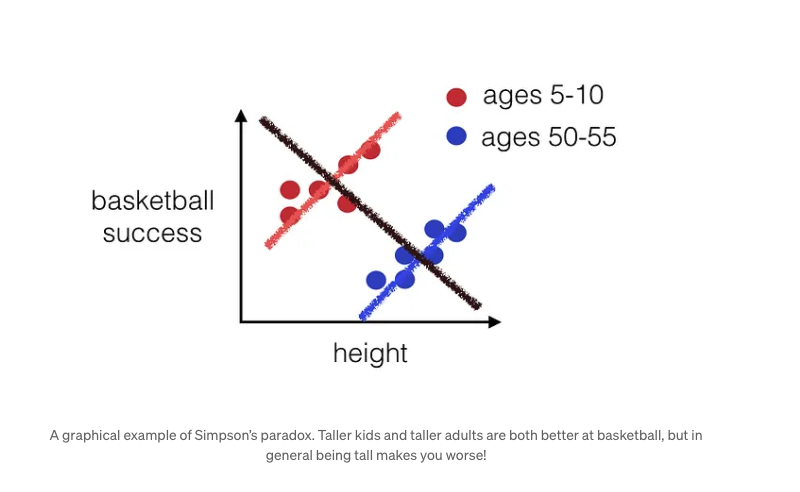 ages 5-10
ages 50-55
basketball
success
height
A graphical example of Simpson’s paradox. Taller kids and taller adults are both better at basketball, but in
general being tall makes you worse!